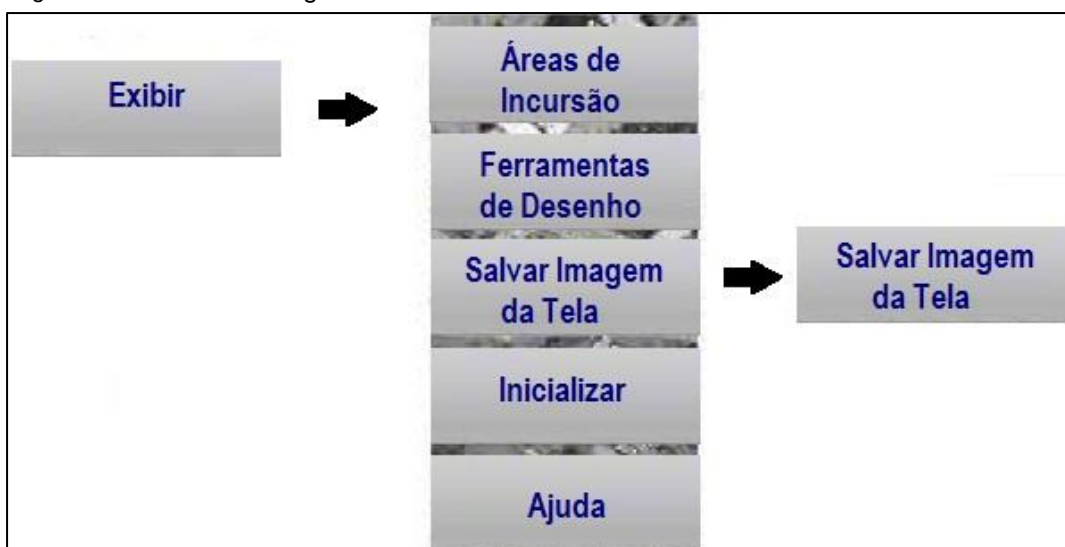 Exibir
Áreas de
Incursão
Ferramentas
de Desenho
Salvar Imagem
da Tela
Inicializar
Ajuda
Salvar Imagem
da Tela